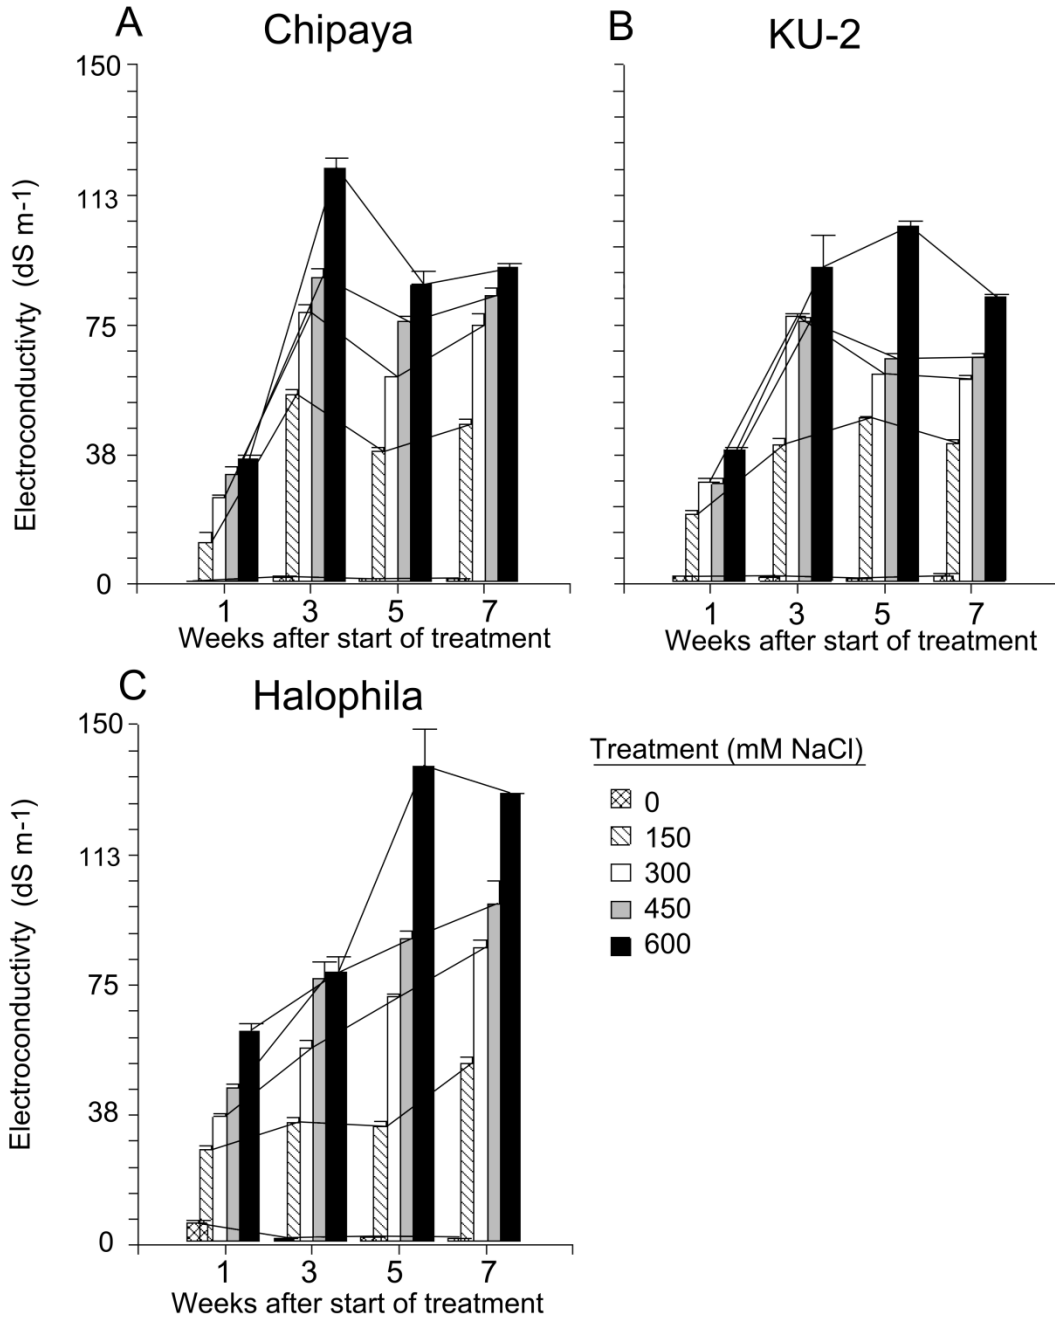 A
Chipaya
B
KU-2
150
113
75
38
0
Electroconductivity (dS m-1)
1 3 5 7
Weeks after start of treatment
1 3 5 7
Weeks after start of treatment
C
Halophila
150
113
75
38
0
Electroconductivty (dS m-1)
1 3 5 7
Weeks after start of treatment
Treatment (mM NaCl)
0
150
300
450
600